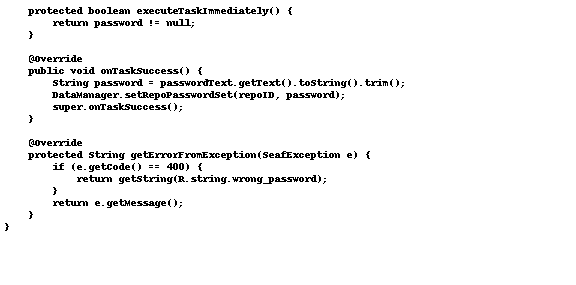 protected boolean executeTaskImmediately() {
        return password != null;
    }

    @Override
    public void onTaskSuccess() {
        String password = passwordText.getText().toString().trim();
        DataManager.setRepoPasswordSet(repoID, password);
        super.onTaskSuccess();
    }

    @Override
    protected String getErrorFromException(SeafException e) {
        if (e.getCode() == 400) {
            return getString(R.string.wrong_password);
        }
        return e.getMessage();
    }
}